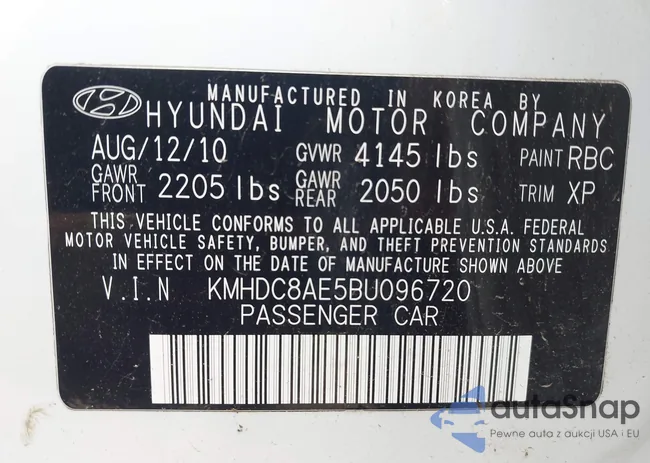 MANUFACTURED IN KOREA BY
HYUNDAI MOTOR COMPANY
AUG/12/10 GVWR 4145 lbs PAINT RBC
GAWR FRONT 2205 lbs GAWR REAR 2050 lbs TRIM XP
THIS VEHICLE CONFORMS TO ALL APPLICABLE U.S.A. FEDERAL
MOTOR VEHICLE SAFETY, BUMPER, AND THEFT PREVENTION STANDARDS
IN EFFECT ON THE DATE OF MANUFACTURE SHOWN ABOVE
V.I.N KMHDC8AE5BU096720
PASSENGER CAR
autaSnap
Pewne auta z aukcji USA i EU